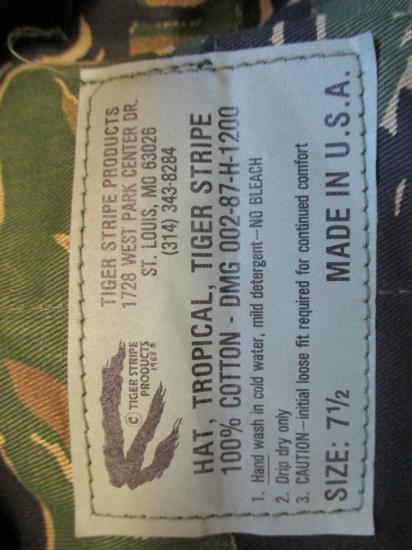 TIGER STRIPE PRODUCTS
1728 WEST PARK CENTER DR.
ST. LOUIS, MO 63026
(314) 343-8284
© TIGER STRIPE
PRODUCTS
1985®
HAT, TROPICAL, TIGER STRIPE
100% COTTON - DMG 002-87-H-1200
1. Hand wash in cold water, mild detergent—NO BLEACH
2. Drip dry only
3. CAUTION—initial loose fit required for continued comfort
SIZE: 7½ MADE IN U.S.A.